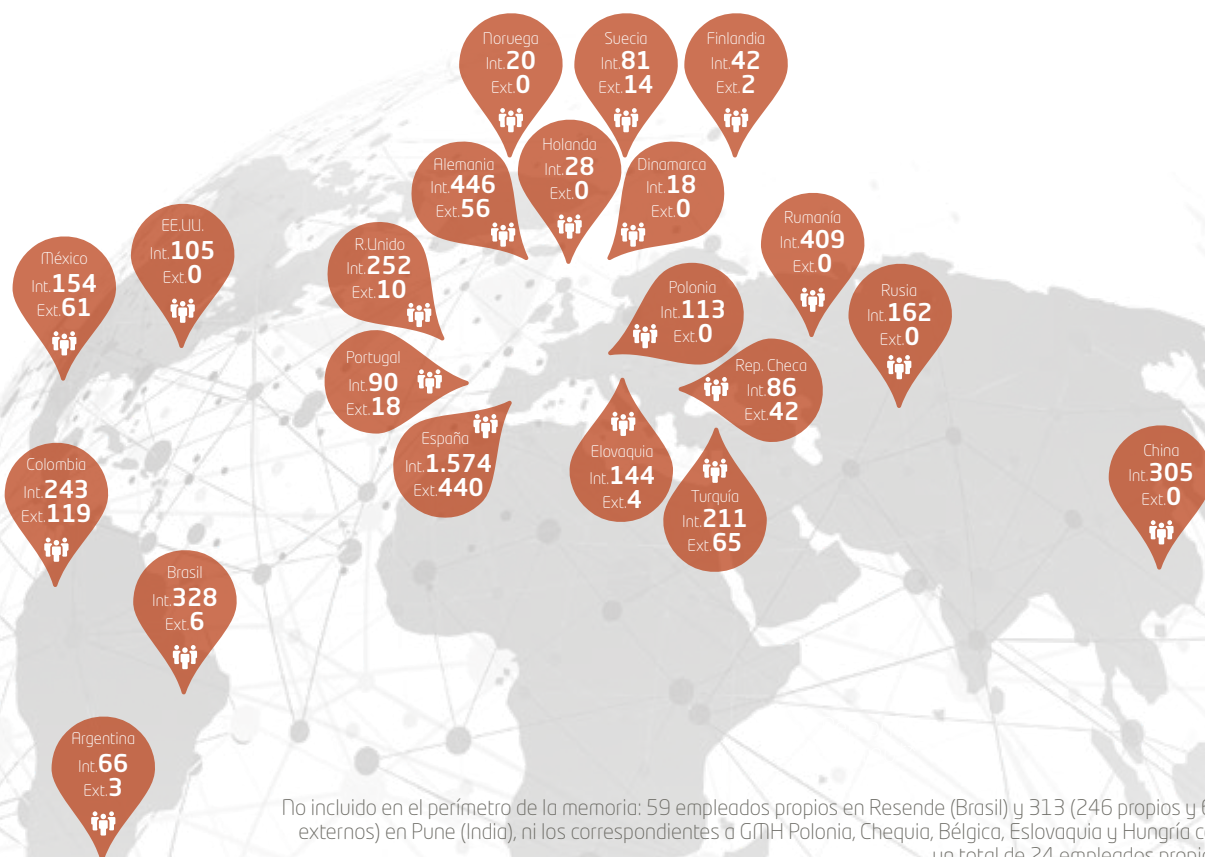 Noruega
Int.20
Ext.0
Suecia
Int.81
Ext.14
Finlandia
Int.42
Ext.2
Alemania
Int.446
Ext.56
Holanda
Int.28
Ext.0
Dinamarca
Int.18
Ext.0
México
Int.154
Ext.61
EE.UU.
Int.105
Ext.0
R.Unido
Int.252
Ext.10
Rumanía
Int.409
Ext.0
Polonia
Int.113
Ext.0
Rusia
Int.162
Ext.0
Portugal
Int.90
Ext.18
Rep. Checa
Int.86
Ext.42
España
Int.1.574
Ext.440
Elovaquia
Int.144
Ext.4
Turquía
Int.211
Ext.65
China
Int.305
Ext.0
Colombia
Int.243
Ext.119
Brasil
Int.328
Ext.6
Argentina
Int.66
Ext.3
No incluido en el perímetro de la memoria: 59 empleados propios en Resende (Brasil) y 313 (246 propios y
externos) en Pune (India), ni los correspondientes a GMH Polonia, Chequia, Bélgica, Eslovaquia y Hungría
un total de 24 empleados